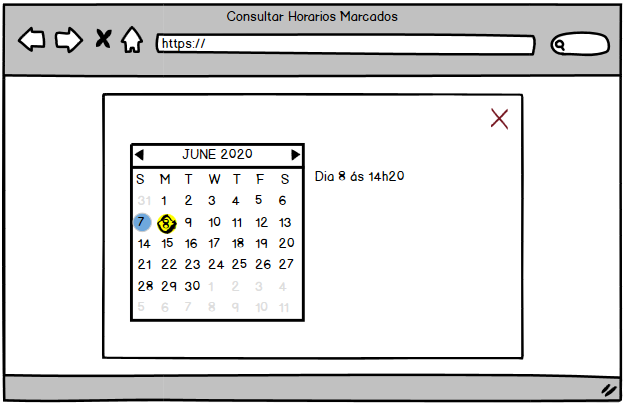 Consultar Horarios Marcados
https://
JUNE 2020
S M T W T F S
Dia 8 ás 14h20
31 1 2 3 4 5 6
7 8 9 10 11 12 13
14 15 16 17 18 19 20
21 22 23 24 25 26 27
28 29 30 1 2 3 4
5 6 7 8 9 10 11